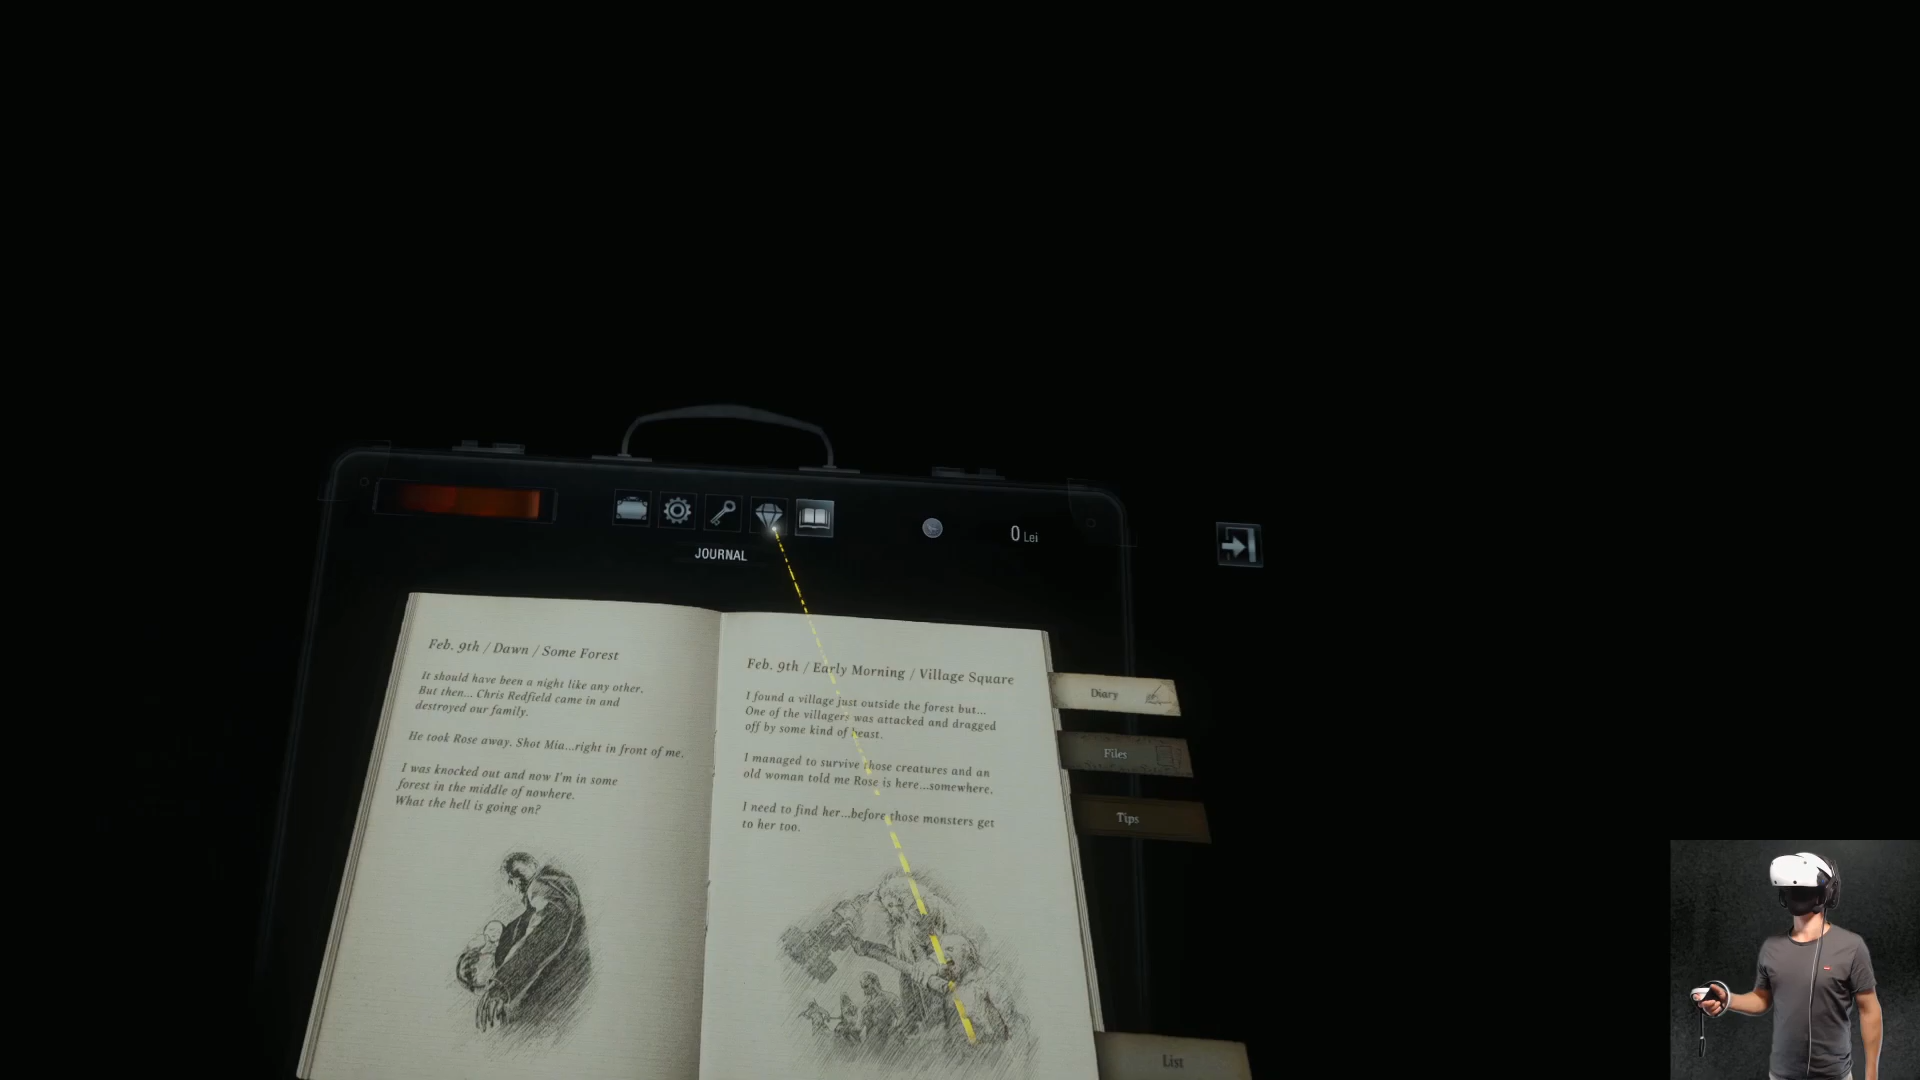 0 Lei
JOURNAL
Feb. 9th / Dawn / Some Forest
It should have been a night like any other.
But then... Chris Redfield came in and
destroyed our family.
He took Rose away. Shot Mia...right in front of me.
I was knocked out and now I'm in some
forest in the middle of nowhere.
What the hell is going on?
Feb. 9th / Early Morning / Village Square
I found a village just outside the forest but...
One of the villagers was attacked and dragged
off by some kind of beast.
I managed to survive those creatures and an
old woman told me Rose is here...somewhere.
I need to find her...before those monsters get
to her too.
Diary
Files
Tips
List